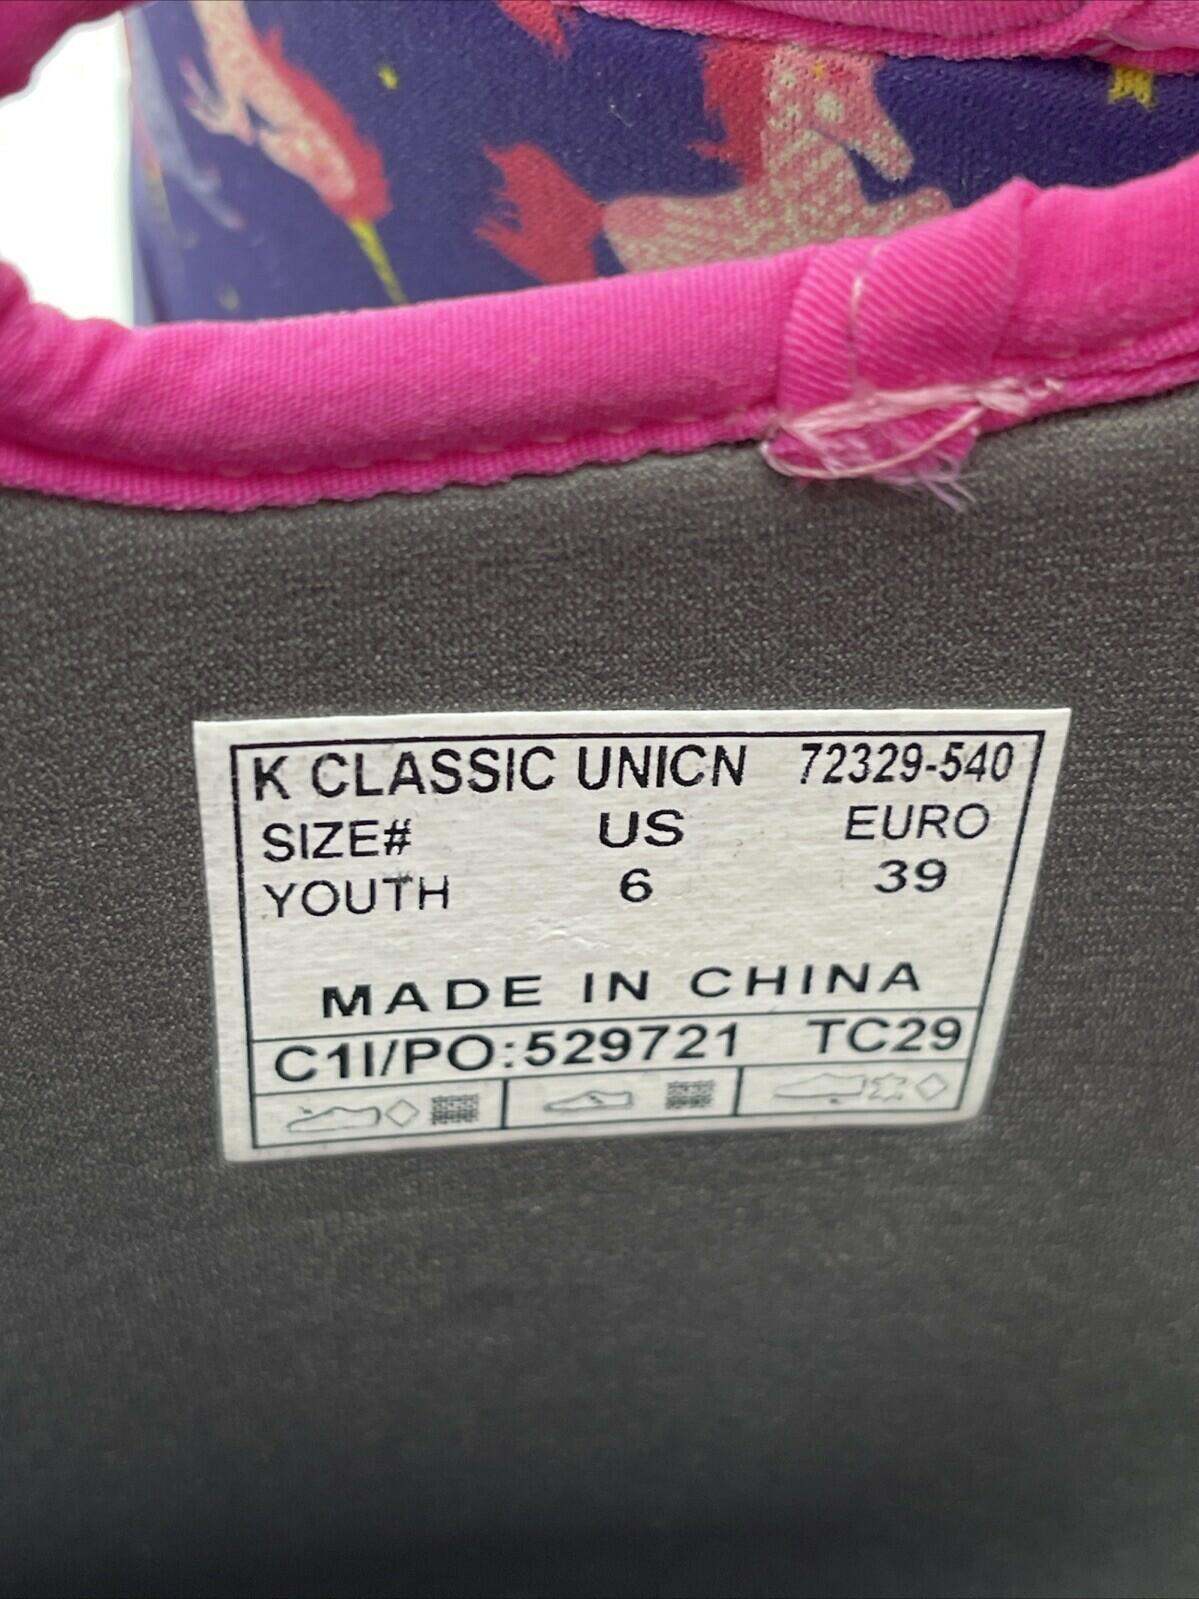 K CLASSIC UNICN 72329-540
SIZE# US EURO
YOUTH 6 39
MADE IN CHINA
C1I/PO:529721 TC29